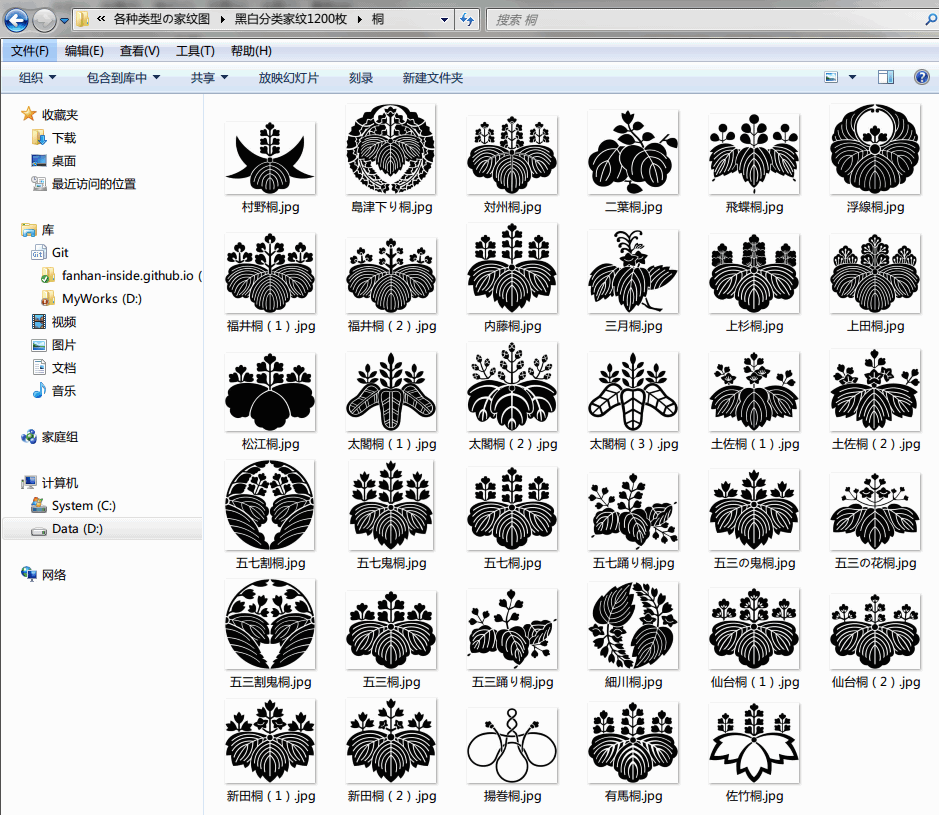 « 各种类型の家纹图 ▸ 黑白分类家纹1200枚 ▸ 桐
搜索 桐
文件(F) 编辑(E) 查看(V) 工具(T) 帮助(H)
组织 包含到库中 共享 放映幻灯片 刻录 新建文件夹
收藏夹
下载
桌面
最近访问的位置
库
Git
fanhan-inside.github.io (
MyWorks (D:)
视频
图片
文档
音乐
家庭组
计算机
System (C:)
Data (D:)
网络
村野桐.jpg 島津下り桐.jpg 対州桐.jpg 二葉桐.jpg 飛蝶桐.jpg 浮線桐.jpg
福井桐（1）.jpg 福井桐（2）.jpg 内藤桐.jpg 三月桐.jpg 上杉桐.jpg 上田桐.jpg
松江桐.jpg 太閤桐（1）.jpg 太閤桐（2）.jpg 太閤桐（3）.jpg 土佐桐（1）.jpg 土佐桐（2）.jpg
五七割桐.jpg 五七鬼桐.jpg 五七桐.jpg 五七踊り桐.jpg 五三の鬼桐.jpg 五三の花桐.jpg
五三割鬼桐.jpg 五三桐.jpg 五三踊り桐.jpg 細川桐.jpg 仙台桐（1）.jpg 仙台桐（2）.jpg
新田桐（1）.jpg 新田桐（2）.jpg 揚巻桐.jpg 有馬桐.jpg 佐竹桐.jpg